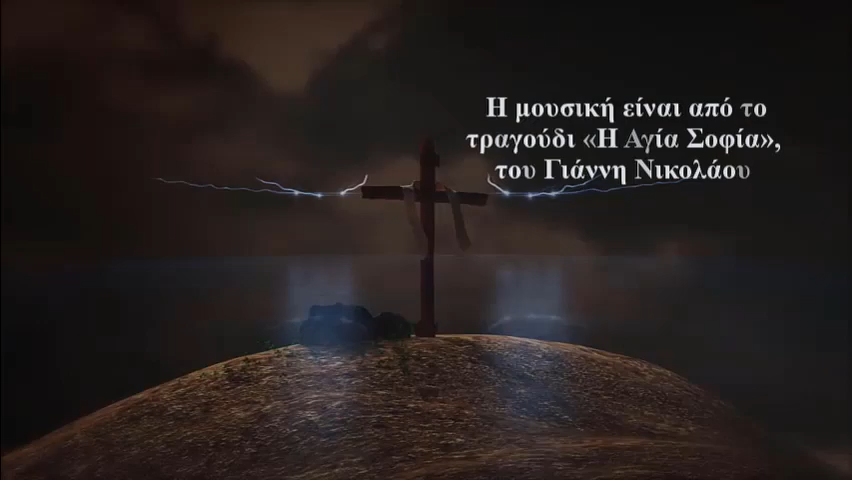 Η μουσική είναι από το
τραγούδι «Η Αγία Σοφία»,
του Γιάννη Νικολάου